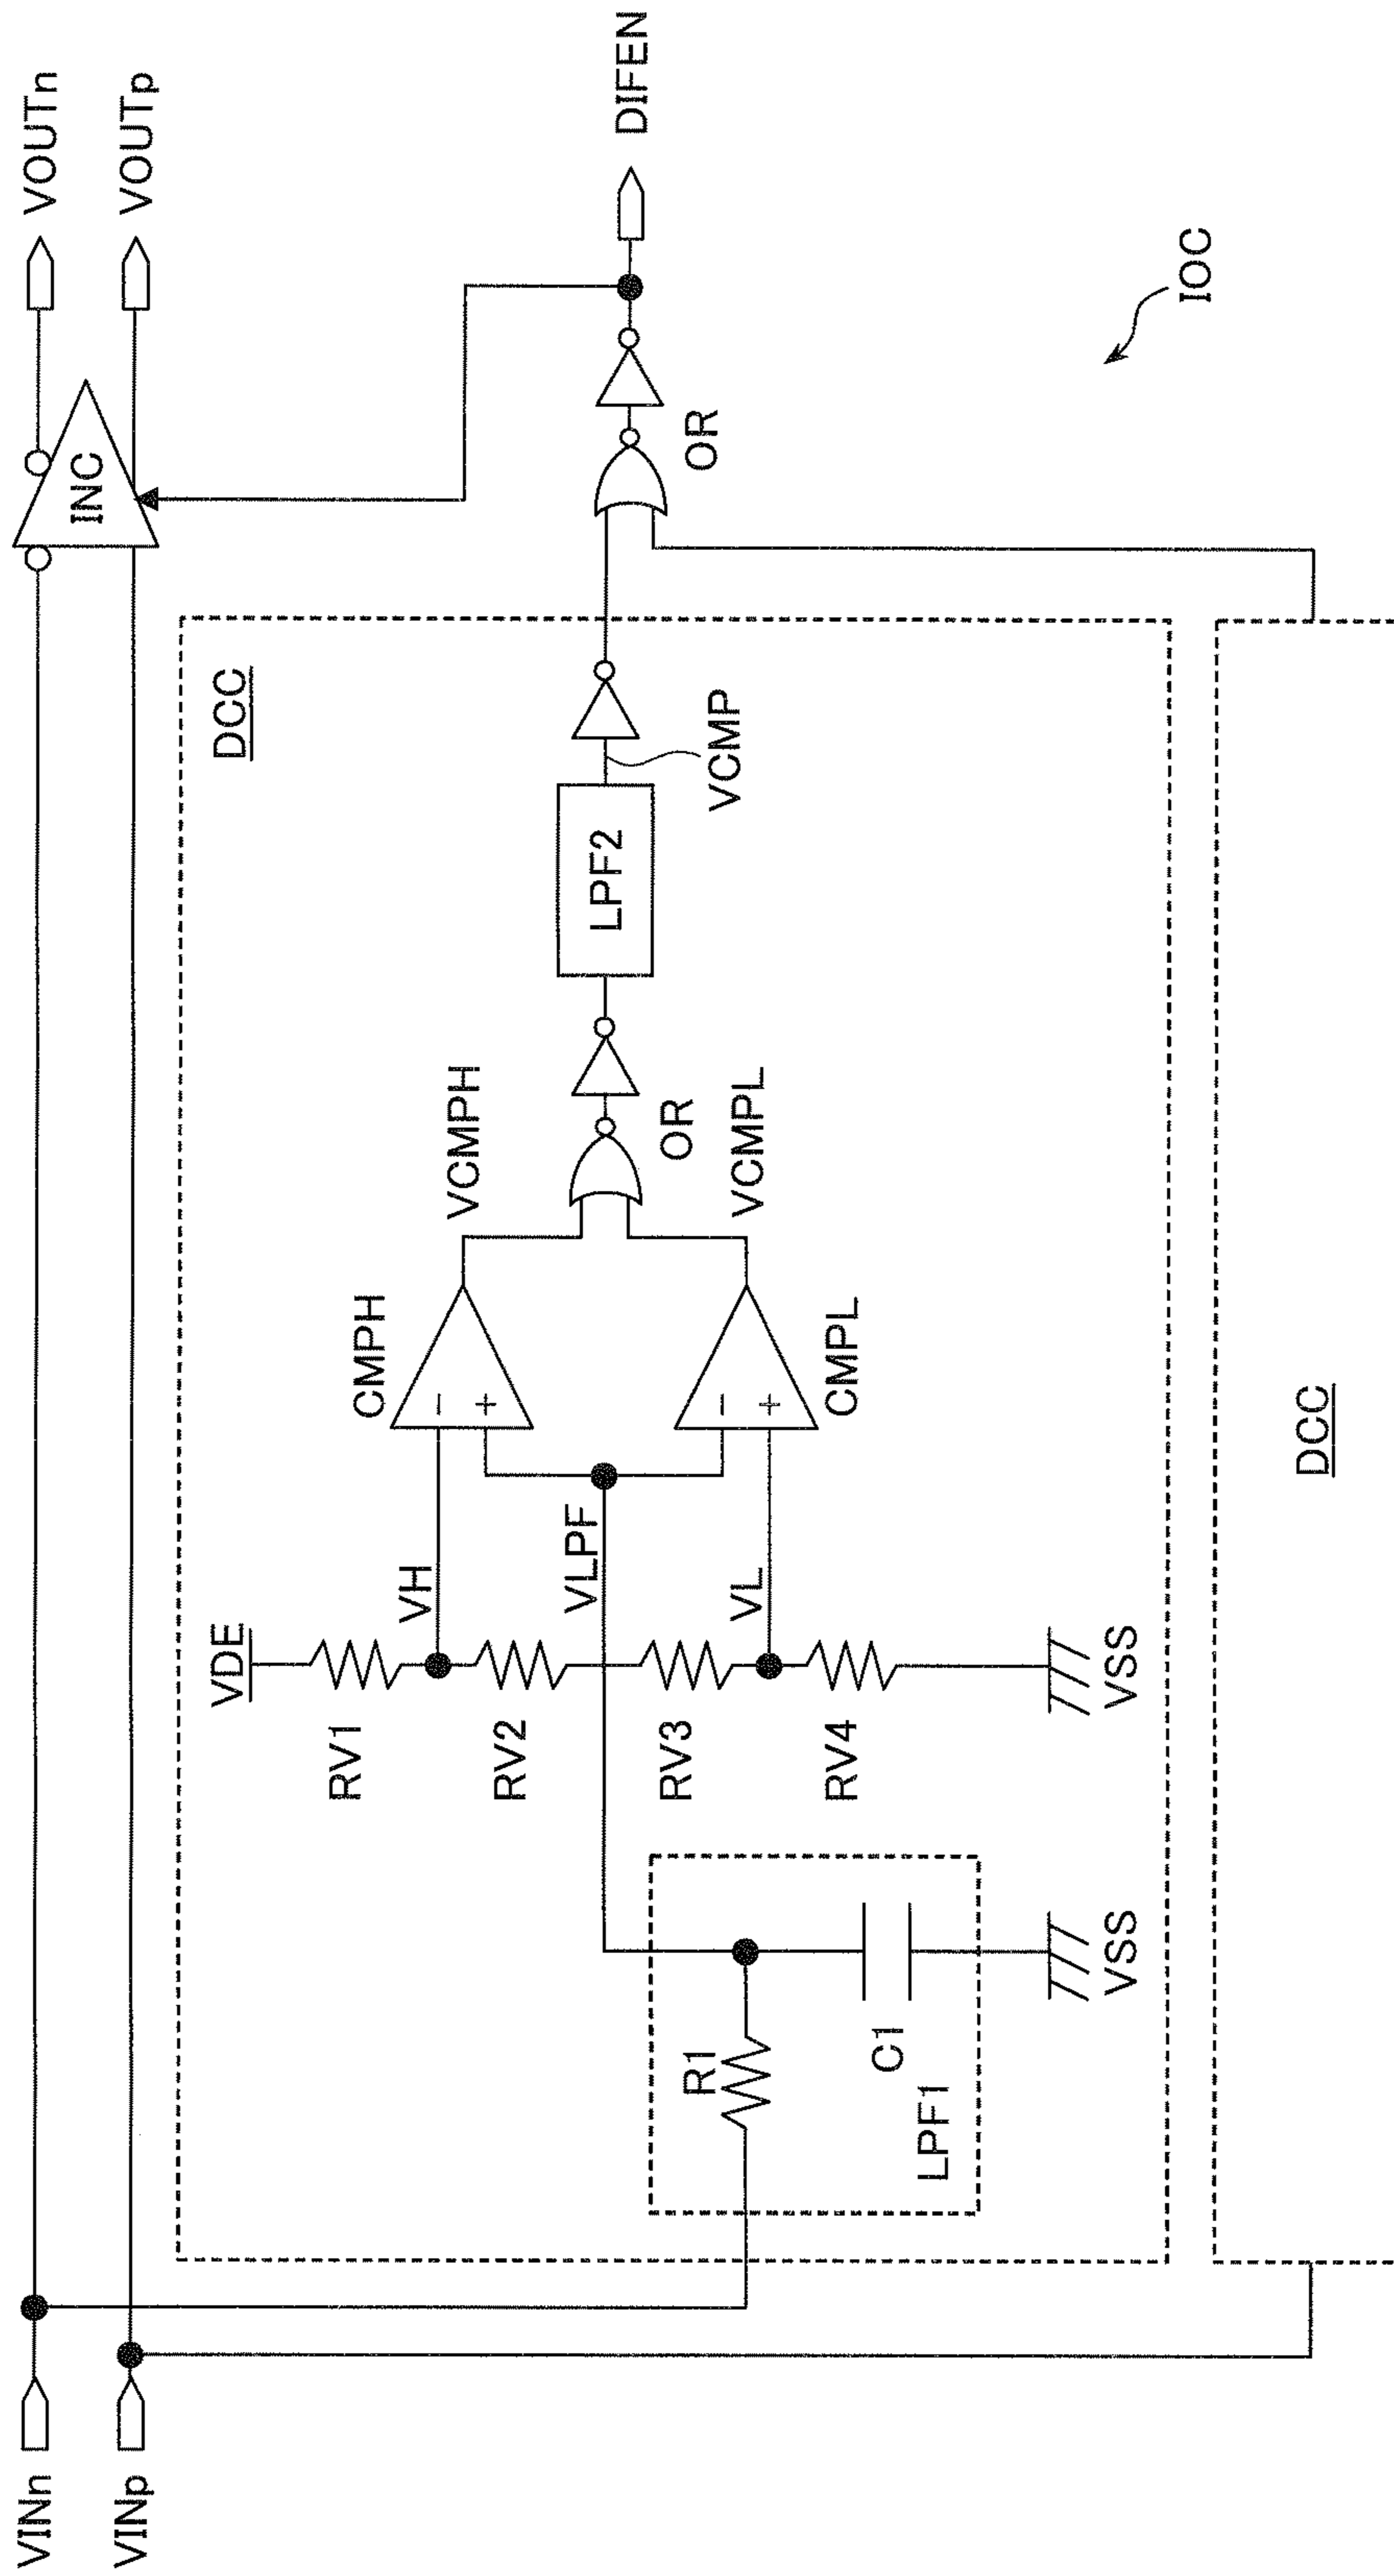 VINn
VINp
VOUTn
VOUTp
INC
DCC
VDE
RV1
VH
RV2
VLPF
RV3
VL
RV4
VSS
R1
C1
LPF1
VSS
CMPH
VCMPH
CMPL
VCMPL
OR
LPF2
VCMP
OR
DIFEN
IOC
DCC